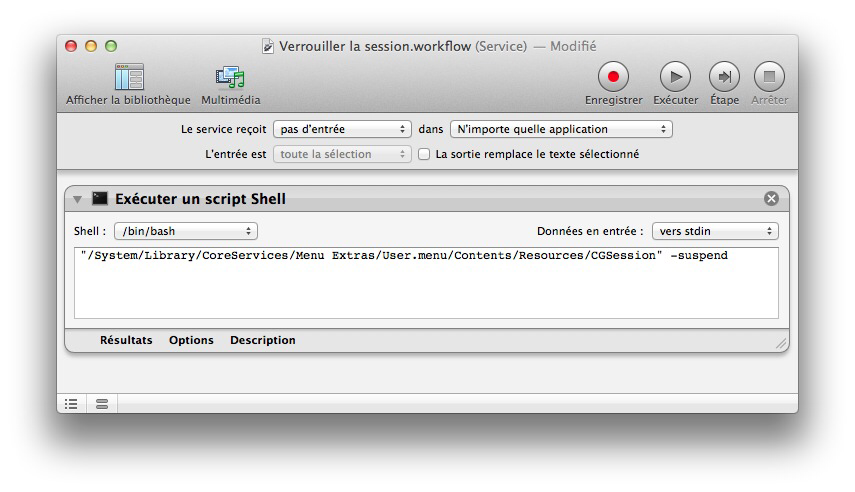 Verrouiller la session.workflow (Service) — Modifié
Afficher la bibliothèque Multimédia Enregistrer Exécuter Étape Arrêter
Le service reçoit pas d'entrée dans N'importe quelle application
L'entrée est toute la sélection La sortie remplace le texte sélectionné
Exécuter un script Shell
Shell : /bin/bash Données en entrée : vers stdin
"/System/Library/CoreServices/Menu Extras/User.menu/Contents/Resources/CGSession" -suspend
Résultats Options Description